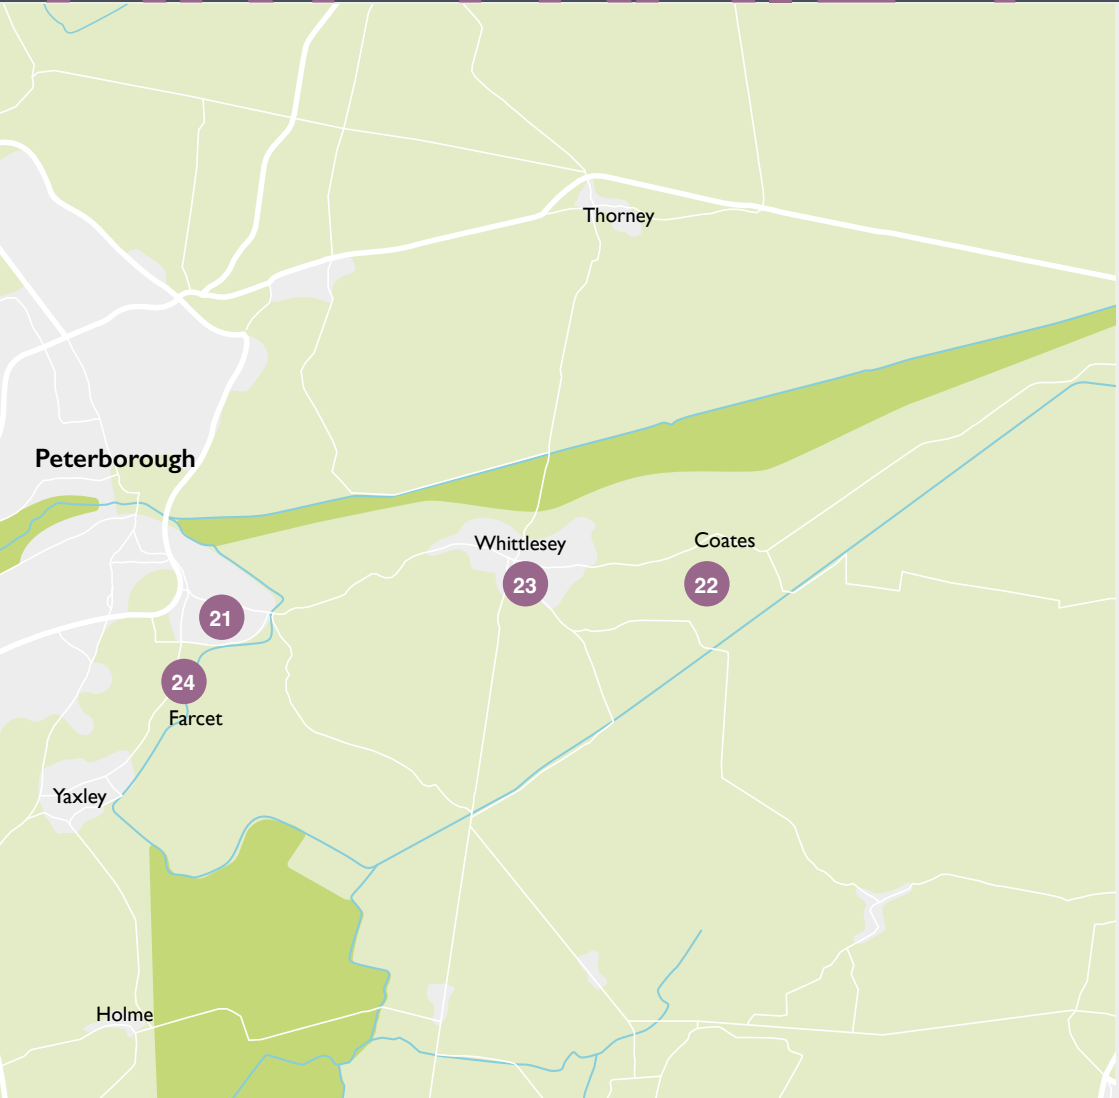 Thorney
Peterborough
Whittlesey
Coates
23
22
21
24
Farcet
Yaxley
Holme